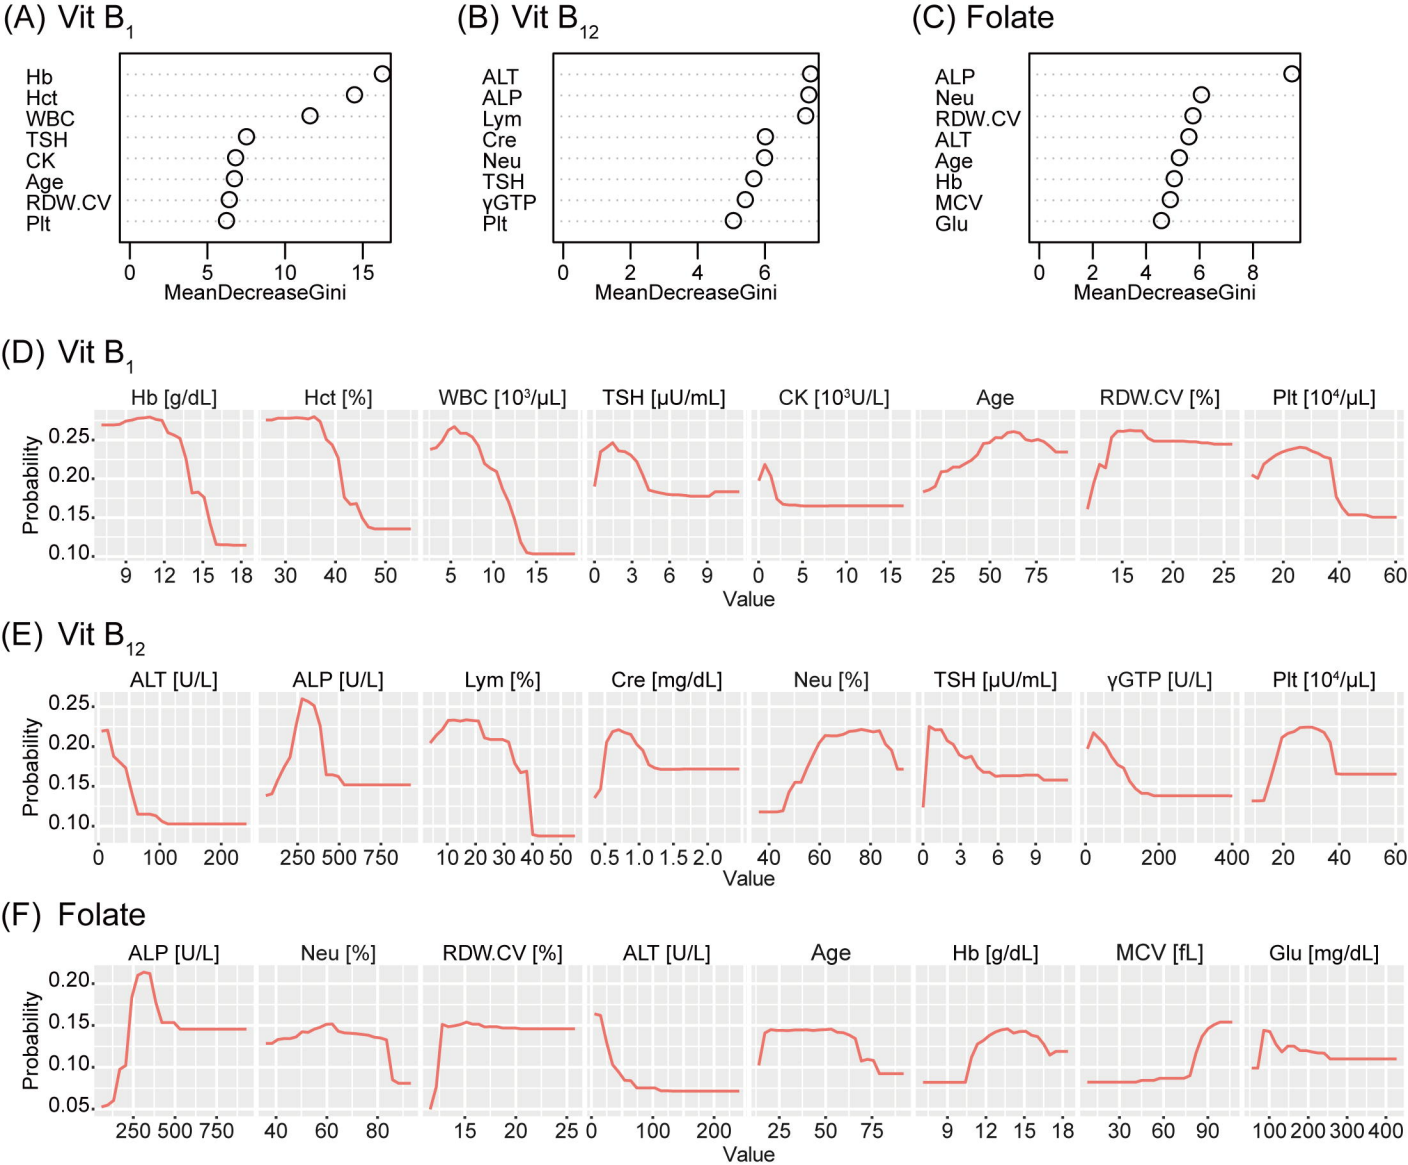 (A) Vit B1
(B) Vit B12
(C) Folate
Hb
Hct
WBC
TSH
CK
Age
RDW.CV
Plt
0 5 10 15
MeanDecreaseGini
ALT
ALP
Lym
Cre
Neu
TSH
γGTP
Plt
0 2 4 6
MeanDecreaseGini
ALP
Neu
RDW.CV
ALT
Age
Hb
MCV
Glu
0 2 4 6 8
MeanDecreaseGini
(D) Vit B1
Hb [g/dL] Hct [%] WBC [10³/μL] TSH [μU/mL] CK [10³U/L] Age RDW.CV [%] Plt [10⁴/μL]
Probability
0.25
0.20
0.15
0.10
9 12 15 18 30 40 50 5 10 15 0 3 6 9 0 5 10 15 25 50 75 15 20 25 20 40 60
Value
(E) Vit B12
ALT [U/L] ALP [U/L] Lym [%] Cre [mg/dL] Neu [%] TSH [μU/mL] γGTP [U/L] Plt [10⁴/μL]
Probability
0.25
0.20
0.15
0.10
0 100 200 250 500 750 10 20 30 40 50 0.5 1.0 1.5 2.0 40 60 80 0 3 6 9 0 200 400 20 40 60
Value
(F) Folate
ALP [U/L] Neu [%] RDW.CV [%] ALT [U/L] Age Hb [g/dL] MCV [fL] Glu [mg/dL]
Probability
0.20
0.15
0.10
0.05
250 500 750 40 60 80 15 20 25 0 100 200 25 50 75 9 12 15 18 30 60 90 100 200 300 400
Value